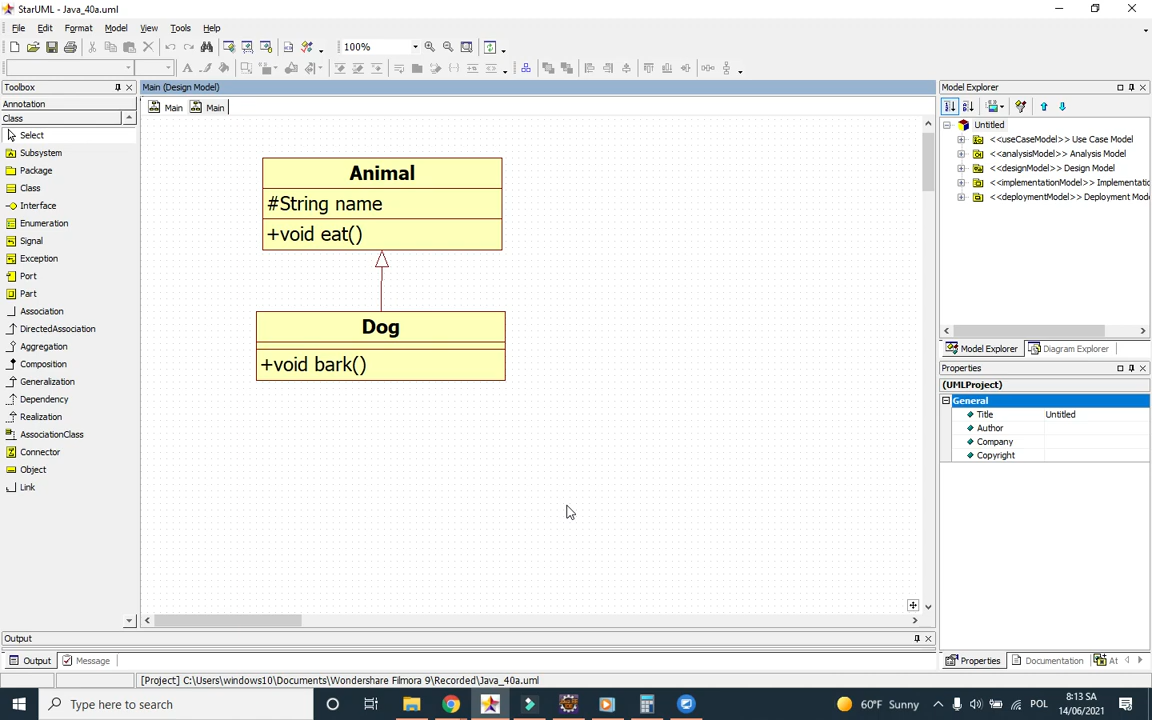 StarUML - Java_40a.uml
File Edit Format Model View Tools Help
100%
Toolbox
Annotation
Class
Select
Subsystem
Package
Class
Interface
Enumeration
Signal
Exception
Port
Part
Association
DirectedAssociation
Aggregation
Composition
Generalization
Dependency
Realization
AssociationClass
Connector
Object
Link
Main (Design Model)
Main Main
Animal
#String name
+void eat()
Dog
+void bark()
Model Explorer
Untitled
<<useCaseModel>> Use Case Model
<<analysisModel>> Analysis Model
<<designModel>> Design Model
<<implementationModel>> Implementatio
<<deploymentModel>> Deployment Mode
Model Explorer Diagram Explorer
Properties
(UMLProject)
General
Title Untitled
Author
Company
Copyright
Properties Documentation At
Output
Output Message
[Project] C:\Users\windows10\Documents\Wondershare Filmora 9\Recorded\Java_40a.uml
Type here to search
60°F Sunny
POL
8:13 SA
14/06/2021